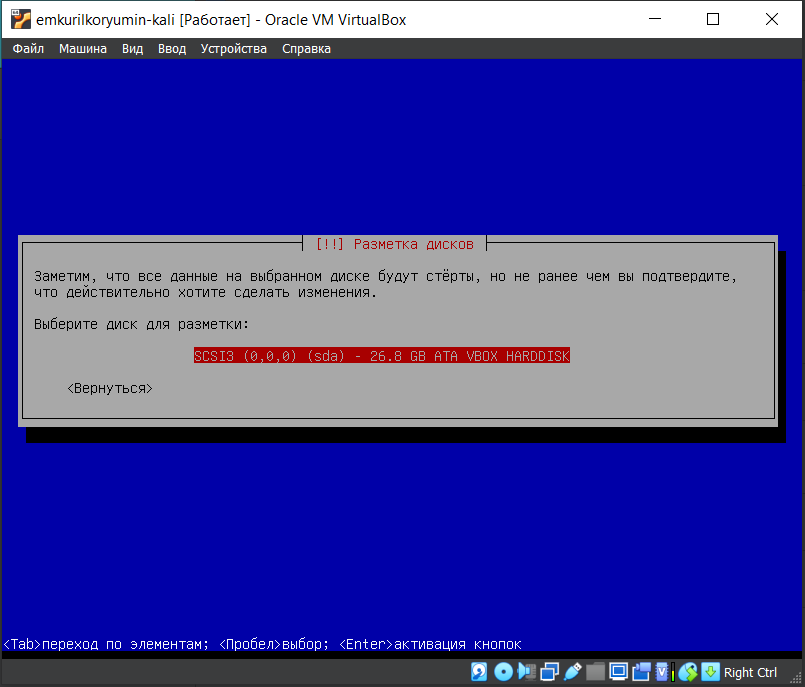 emkurilkoryumin-kali [Работает] - Oracle VM VirtualBox
Файл Машина Вид Ввод Устройства Справка
[!!] Разметка дисков
Заметим, что все данные на выбранном диске будут стёрты, но не ранее чем вы подтвердите,
что действительно хотите сделать изменения.
Выберите диск для разметки:
SCSI3 (0,0,0) (sda) - 26.8 GB ATA VBOX HARDDISK
<Вернуться>
<Tab>переход по элементам; <Пробел>выбор; <Enter>активация кнопок
Right Ctrl